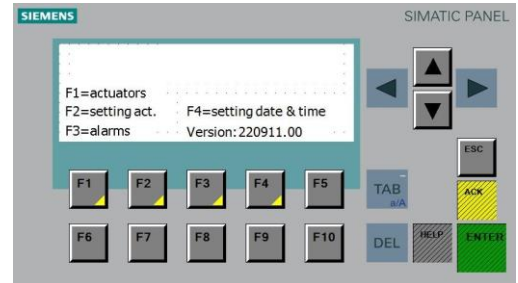 SIEMENS
SIMATIC PANEL
F1=actuators
F2=setting act. F4=setting date & time
F3=alarms Version:220911.00
ESC
F1 F2 F3 F4 F5
TAB
a/A
ACK
F6 F7 F8 F9 F10
DEL HELP ENTER